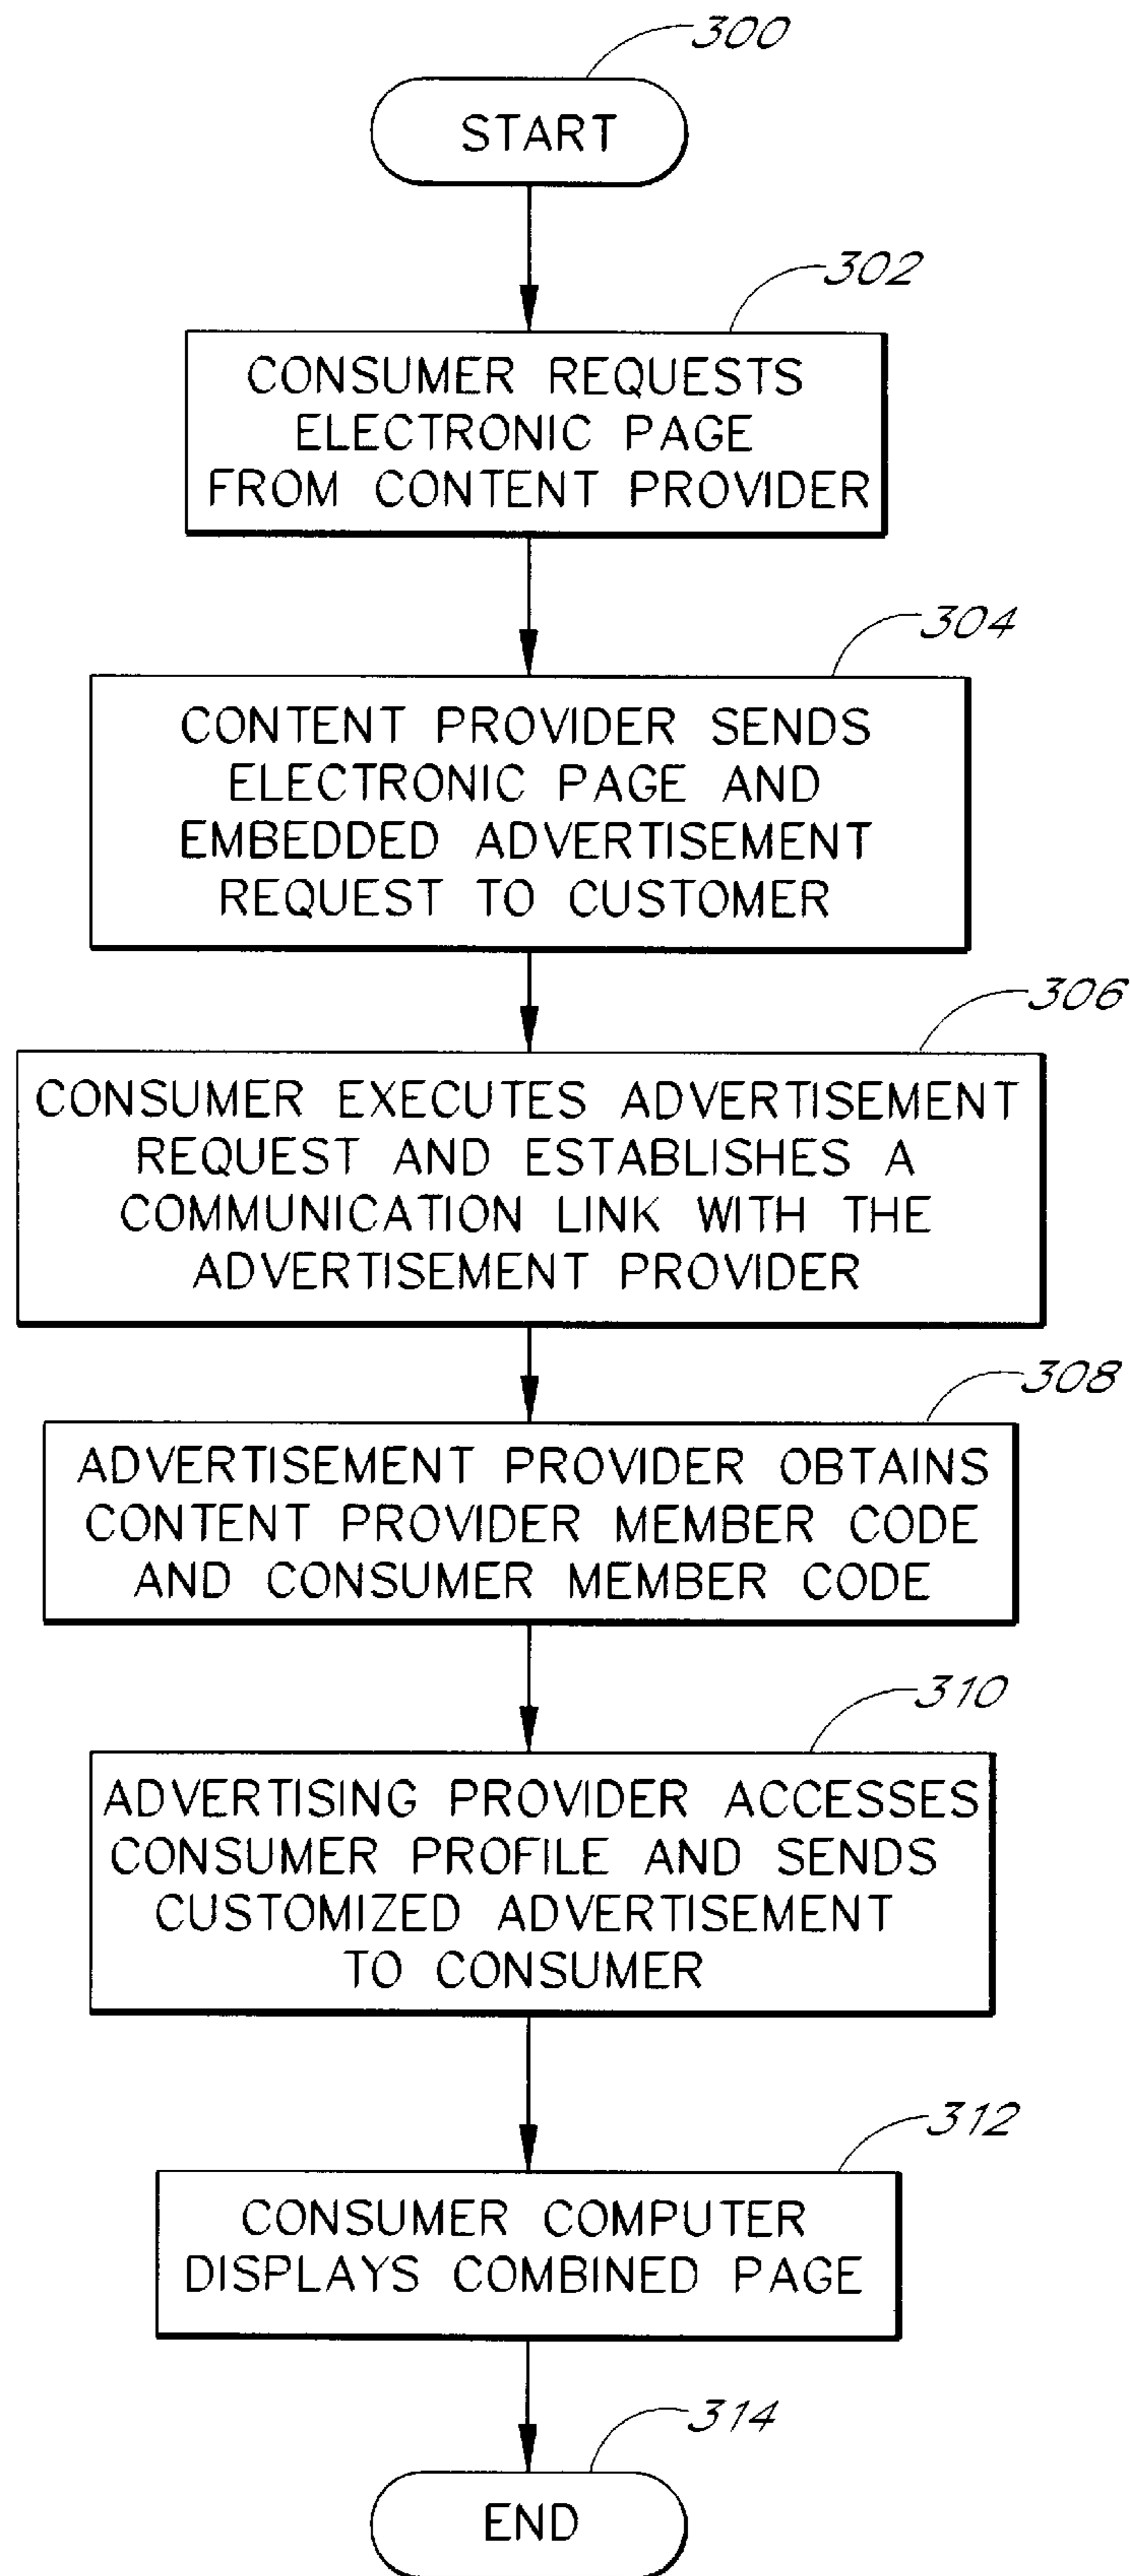 300
START
302
CONSUMER REQUESTS
ELECTRONIC PAGE
FROM CONTENT PROVIDER
304
CONTENT PROVIDER SENDS
ELECTRONIC PAGE AND
EMBEDDED ADVERTISEMENT
REQUEST TO CUSTOMER
306
CONSUMER EXECUTES ADVERTISEMENT
REQUEST AND ESTABLISHES A
COMMUNICATION LINK WITH THE
ADVERTISEMENT PROVIDER
308
ADVERTISEMENT PROVIDER OBTAINS
CONTENT PROVIDER MEMBER CODE
AND CONSUMER MEMBER CODE
310
ADVERTISING PROVIDER ACCESSES
CONSUMER PROFILE AND SENDS
CUSTOMIZED ADVERTISEMENT
TO CONSUMER
312
CONSUMER COMPUTER
DISPLAYS COMBINED PAGE
314
END